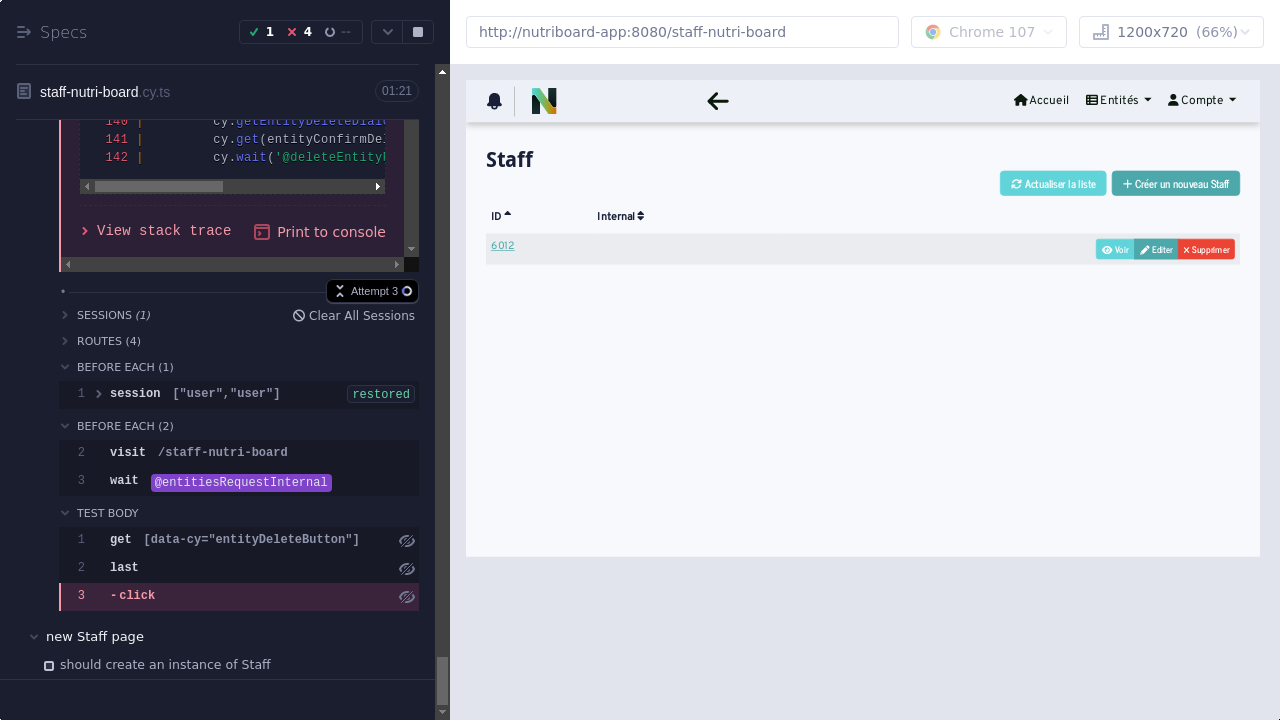 Specs
1
4
--
staff-nutri-board.cy.ts
01:21
140 | cy.getEntityDeleteDialo
141 | cy.get(entityConfirmDel
142 | cy.wait('@deleteEntity
View stack trace
Print to console
Attempt 3
SESSIONS (1)
Clear All Sessions
ROUTES (4)
BEFORE EACH (1)
1 session ["user","user"] restored
BEFORE EACH (2)
2 visit /staff-nutri-board
3 wait @entitiesRequestInternal
TEST BODY
1 get [data-cy="entityDeleteButton"]
2 last
3 -click
new Staff page
should create an instance of Staff
http://nutriboard-app:8080/staff-nutri-board
Chrome 107
1200x720 (66%)
Accueil
Entités
Compte
Staff
Actualiser la liste
Créer un nouveau Staff
ID
Internal
6012
Voir
Editer
Supprimer